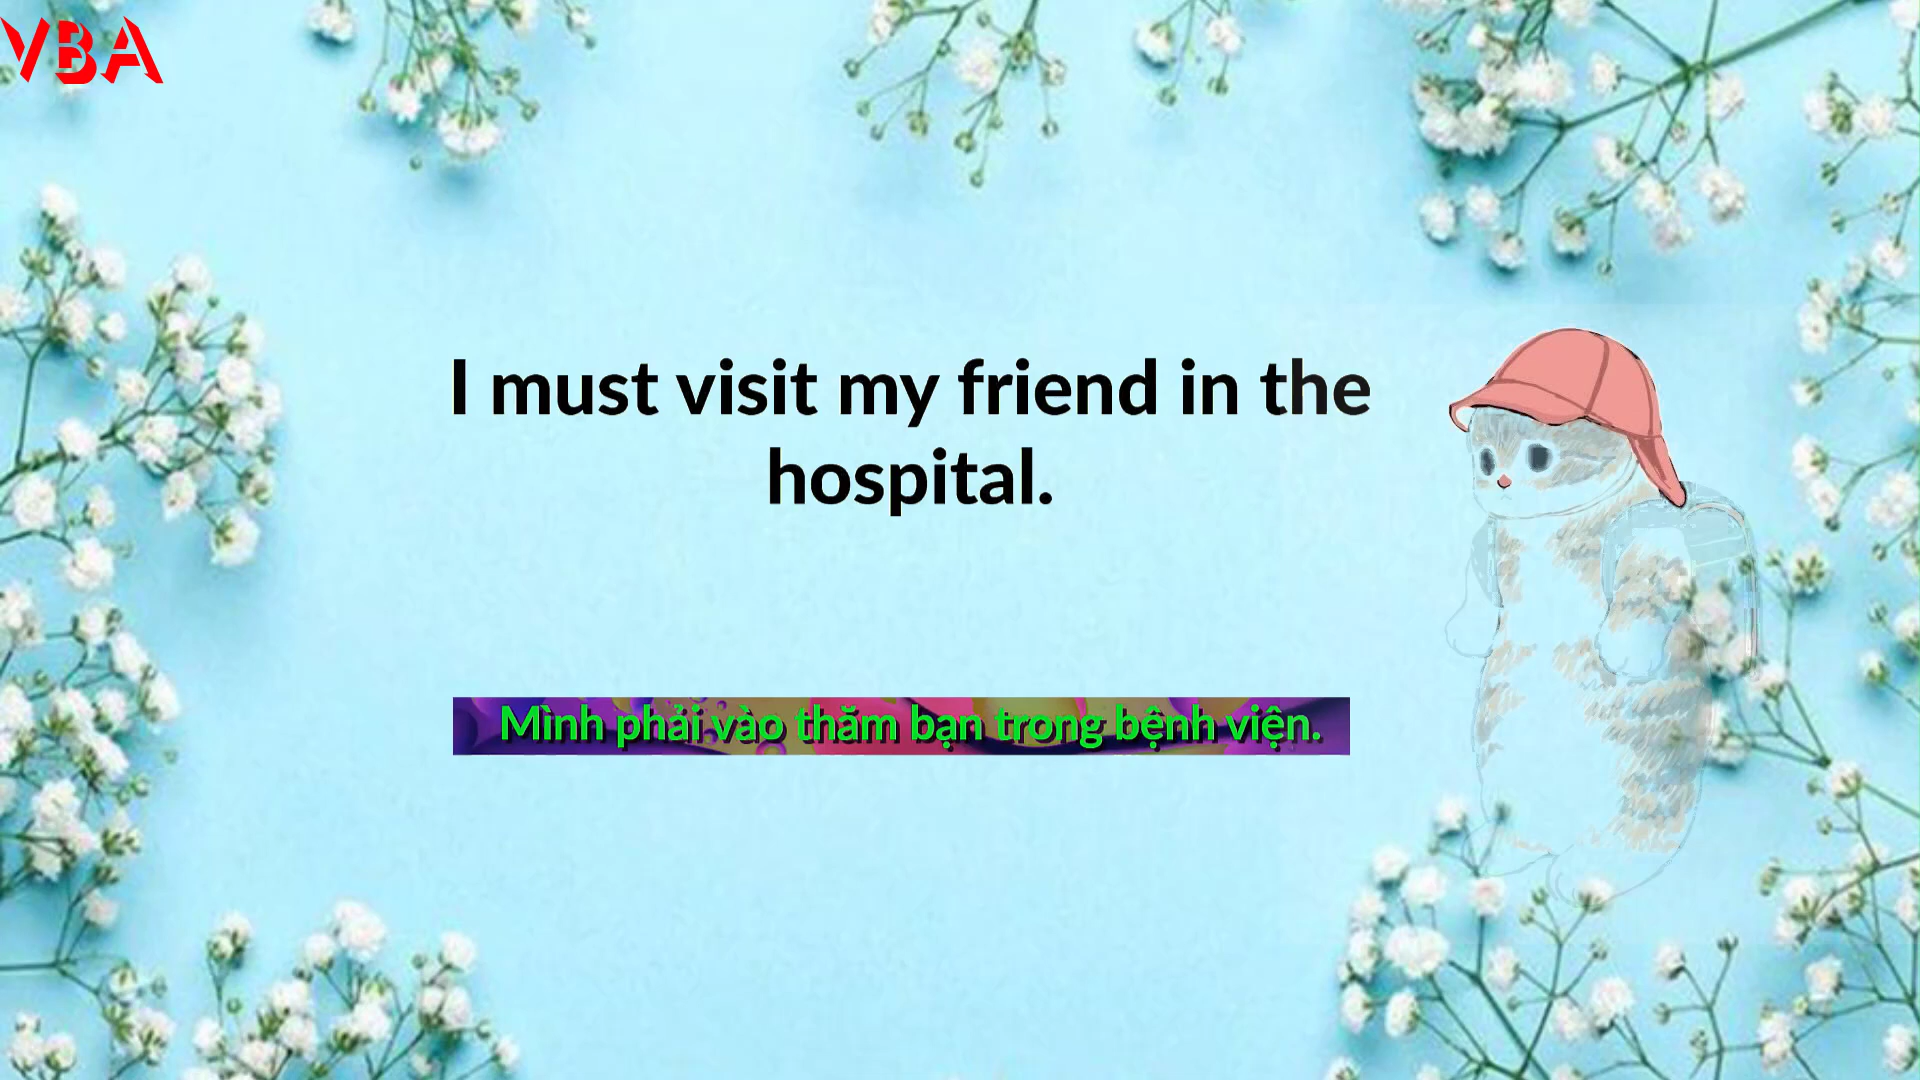 VBA
I must visit my friend in the
hospital.
Mình phải vào thăm bạn trong bệnh viện.